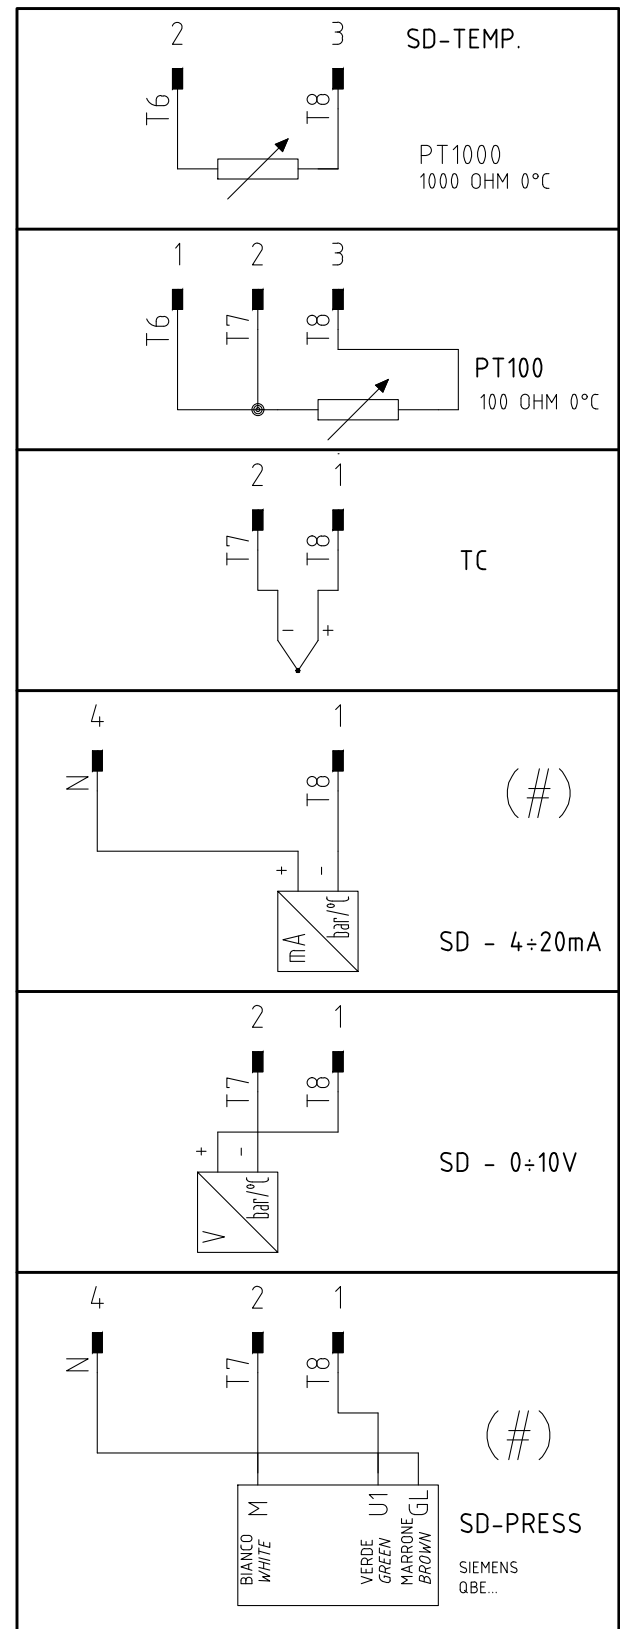 2 3 SD-TEMP.
T6 T8
PT1000
1000 OHM 0°C
1 2 3
T6 T7 T8
PT100
100 OHM 0°C
2 1
T7 T8
TC
- +
4 1
N T8
(#)
+ -
mA bar/°C
SD - 4÷20mA
2 1
T7 T8
+ -
SD - 0÷10V
V bar/°C
4 2 1
N T7 T8
(#)
M U1 GL
BIANCO
WHITE
VERDE
GREEN
MARRONE
BROWN
SD-PRESS
SIEMENS
QBE...